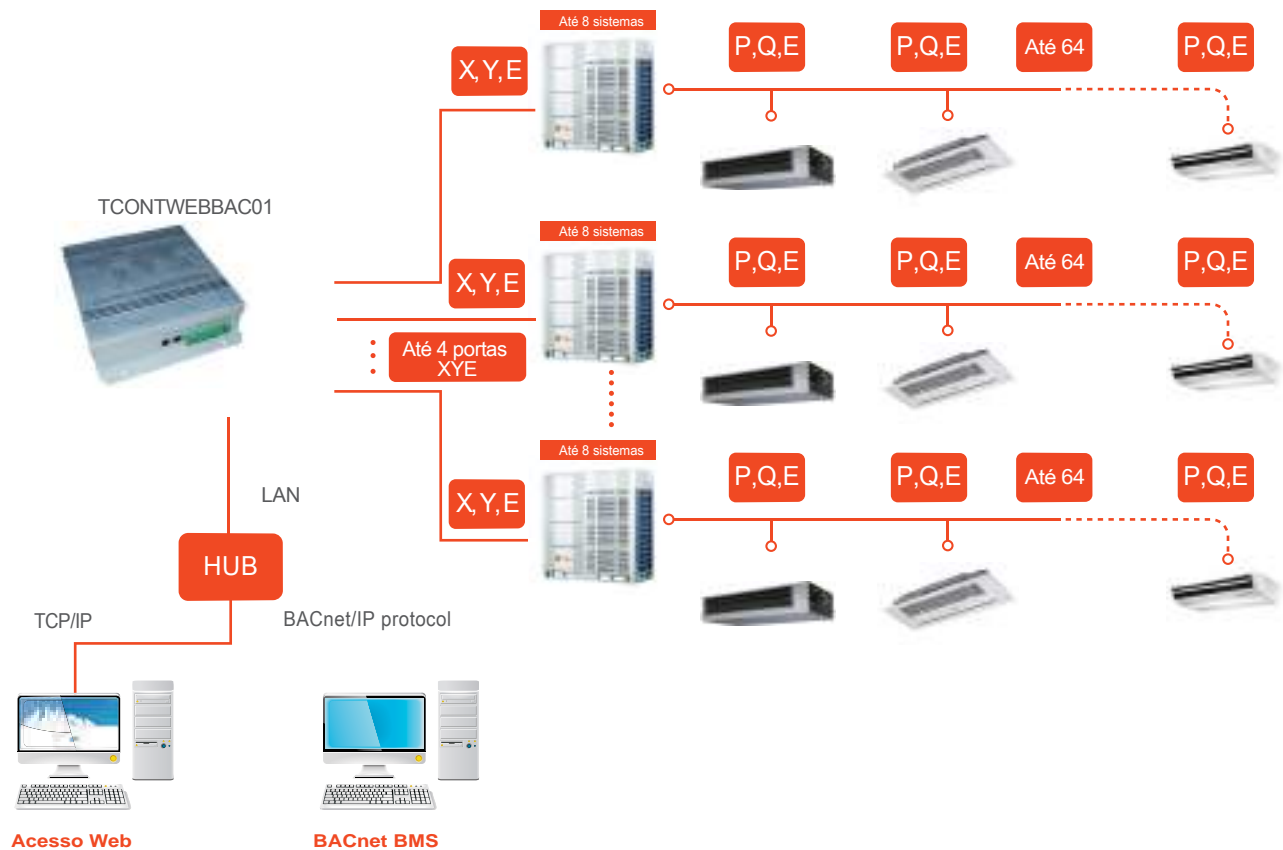 Até 8 sistemas
X,Y,E
P,Q,E
P,Q,E
Até 64
P,Q,E
TCONTWEBBAC01
Até 8 sistemas
X,Y,E
P,Q,E
P,Q,E
Até 64
P,Q,E
Até 4 portas
XYE
Até 8 sistemas
X,Y,E
P,Q,E
P,Q,E
Até 64
P,Q,E
LAN
HUB
TCP/IP
BACnet/IP protocol
Acesso Web
BACnet BMS